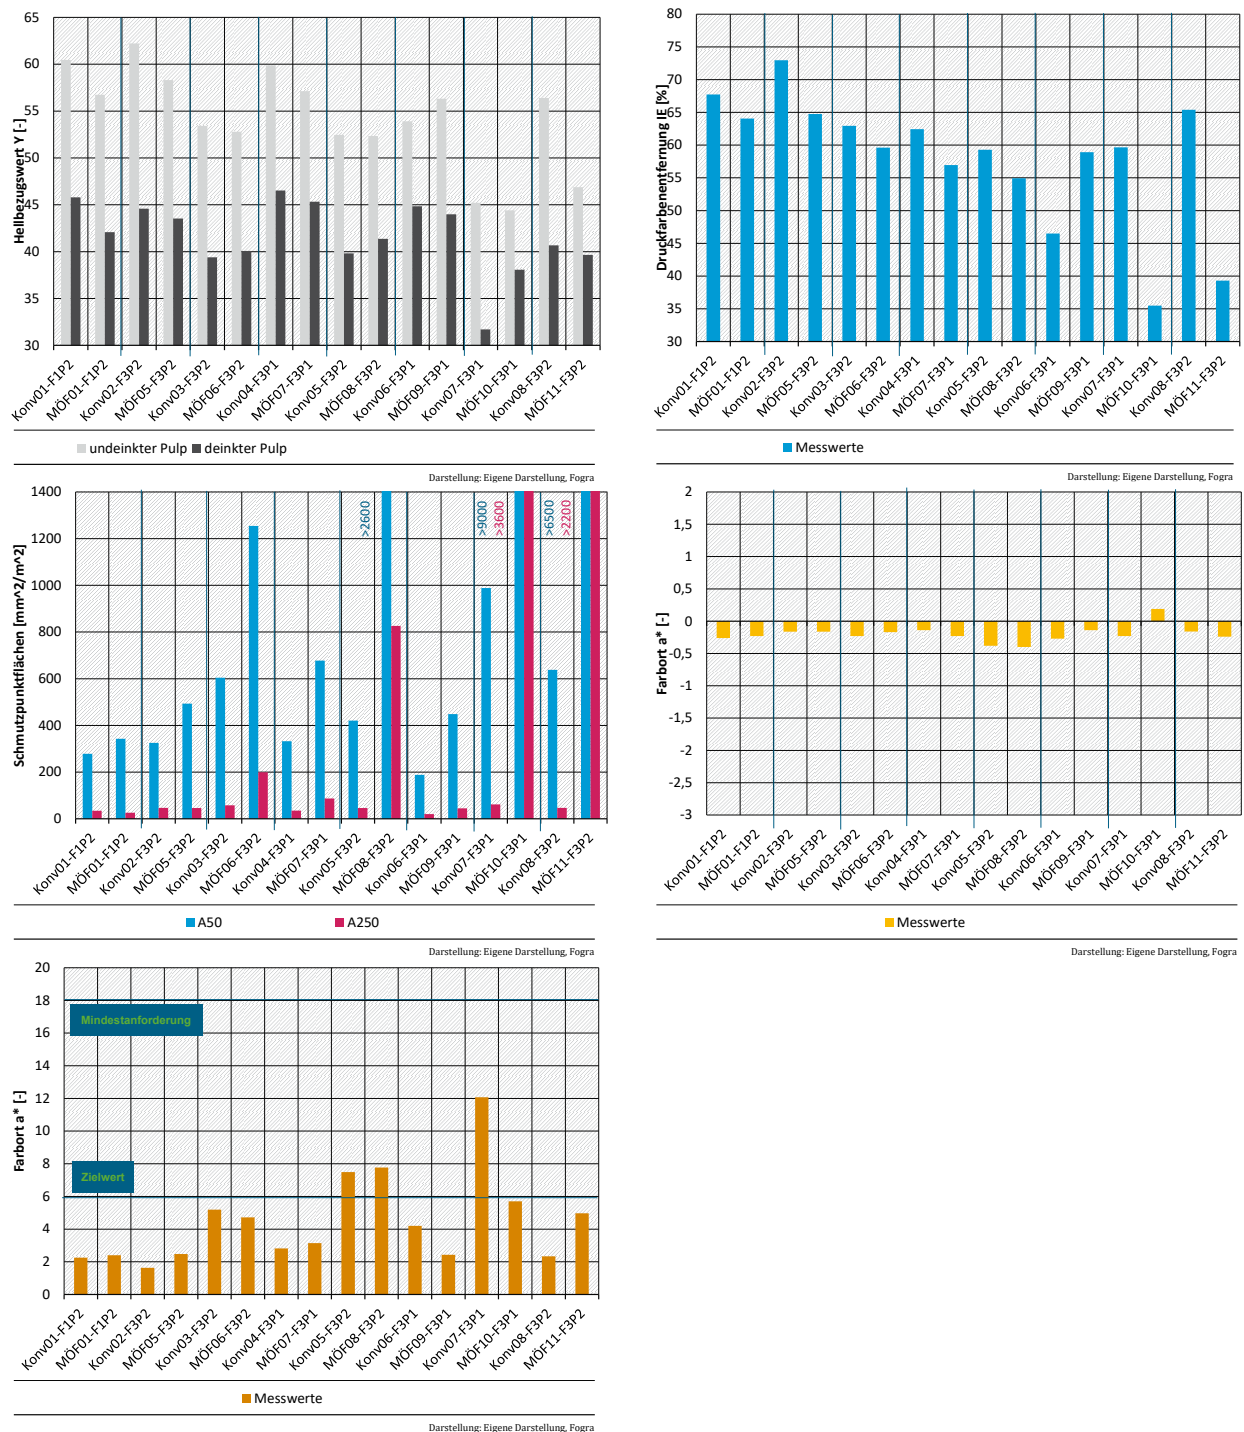 Hellbezugswert Y [-]
65
60
55
50
45
40
35
30
Konv01-F1P2
MÖF01-F1P2
Konv02-F3P2
MÖF05-F3P2
Konv03-F3P2
MÖF06-F3P2
Konv04-F3P1
MÖF07-F3P1
Konv05-F3P2
MÖF08-F3P2
Konv06-F3P1
MÖF09-F3P1
Konv07-F3P1
MÖF10-F3P1
Konv08-F3P2
MÖF11-F3P2
undeinkter Pulp deinkter Pulp
Darstellung: Eigene Darstellung, Fogra
Druckfarbenentfernung IE [%]
80
75
70
65
60
55
50
45
40
35
30
Konv01-F1P2
MÖF01-F1P2
Konv02-F3P2
MÖF05-F3P2
Konv03-F3P2
MÖF06-F3P2
Konv04-F3P1
MÖF07-F3P1
Konv05-F3P2
MÖF08-F3P2
Konv06-F3P1
MÖF09-F3P1
Konv07-F3P1
MÖF10-F3P1
Konv08-F3P2
MÖF11-F3P2
Messwerte
Darstellung: Eigene Darstellung, Fogra
Schmutzpunktflächen [mm^2/m^2]
1400
1200
1000
800
600
400
200
0
>2600
>9000
>3600
>6500
>2200
Konv01-F1P2
MÖF01-F1P2
Konv02-F3P2
MÖF05-F3P2
Konv03-F3P2
MÖF06-F3P2
Konv04-F3P1
MÖF07-F3P1
Konv05-F3P2
MÖF08-F3P2
Konv06-F3P1
MÖF09-F3P1
Konv07-F3P1
MÖF10-F3P1
Konv08-F3P2
MÖF11-F3P2
A50 A250
Darstellung: Eigene Darstellung, Fogra
Farbort a* [-]
2
1,5
1
0,5
0
-0,5
-1
-1,5
-2
-2,5
-3
Konv01-F1P2
MÖF01-F1P2
Konv02-F3P2
MÖF05-F3P2
Konv03-F3P2
MÖF06-F3P2
Konv04-F3P1
MÖF07-F3P1
Konv05-F3P2
MÖF08-F3P2
Konv06-F3P1
MÖF09-F3P1
Konv07-F3P1
MÖF10-F3P1
Konv08-F3P2
MÖF11-F3P2
Messwerte
Darstellung: Eigene Darstellung, Fogra
Farbort a* [-]
20
18
16
14
12
10
8
6
4
2
0
Mindestanforderung
Zielwert
Konv01-F1P2
MÖF01-F1P2
Konv02-F3P2
MÖF05-F3P2
Konv03-F3P2
MÖF06-F3P2
Konv04-F3P1
MÖF07-F3P1
Konv05-F3P2
MÖF08-F3P2
Konv06-F3P1
MÖF09-F3P1
Konv07-F3P1
MÖF10-F3P1
Konv08-F3P2
MÖF11-F3P2
Messwerte
Darstellung: Eigene Darstellung, Fogra